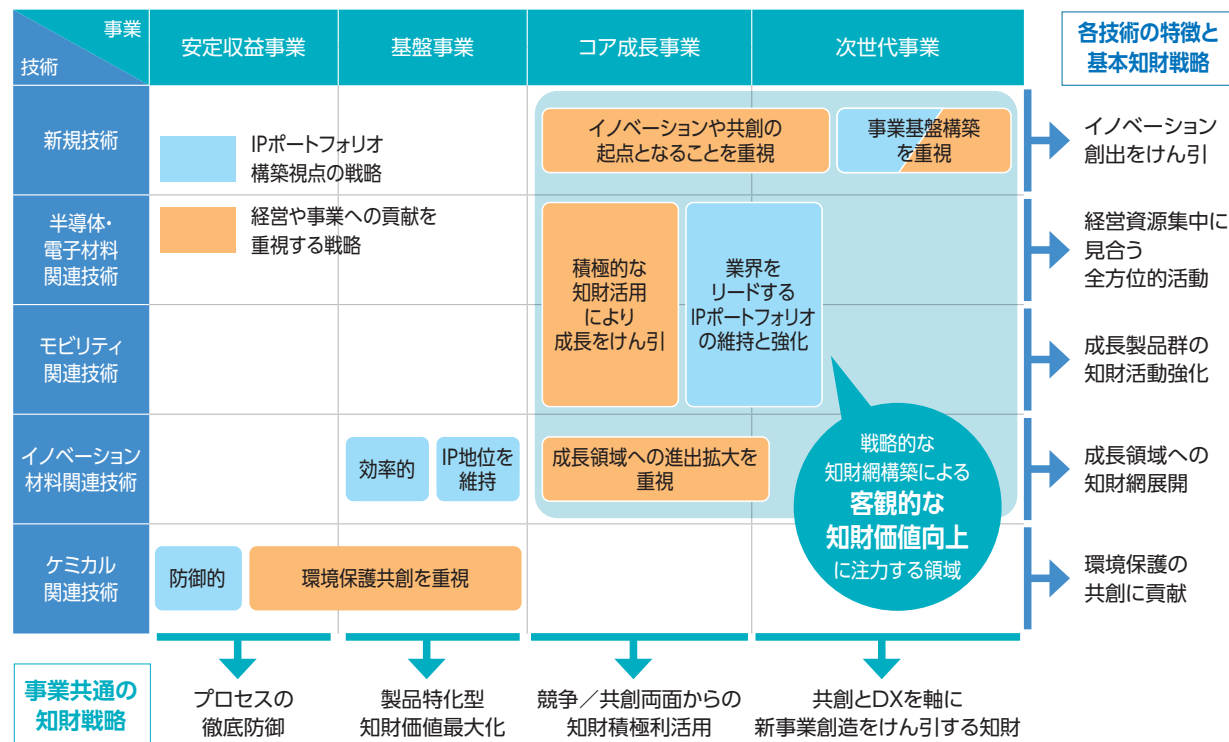 事業
技術
安定収益事業
基盤事業
コア成長事業
次世代事業
各技術の特徴と
基本知財戦略
新規技術
IPポートフォリオ
構築視点の戦略
イノベーションや共創の
起点となることを重視
事業基盤構築
を重視
イノベーション
創出をけん引
半導体・
電子材料
関連技術
経営や事業への貢献を
重視する戦略
積極的な
知財活用
により
成長をけん引
業界を
リードする
IPポートフォリオ
の維持と強化
経営資源集中に
見合う
全方位的活動
モビリティ
関連技術
成長製品群の
知財活動強化
イノベーション
材料関連技術
効率的
IP地位を
維持
成長領域への進出拡大を
重視
戦略的な
知財網構築による
客観的な
知財価値向上
に注力する領域
成長領域への
知財網展開
ケミカル
関連技術
防御的
環境保護共創を重視
環境保護の
共創に貢献
事業共通の
知財戦略
プロセスの
徹底防御
製品特化型
知財価値最大化
競争／共創両面からの
知財積極利活用
共創とDXを軸に
新事業創造をけん引する知財